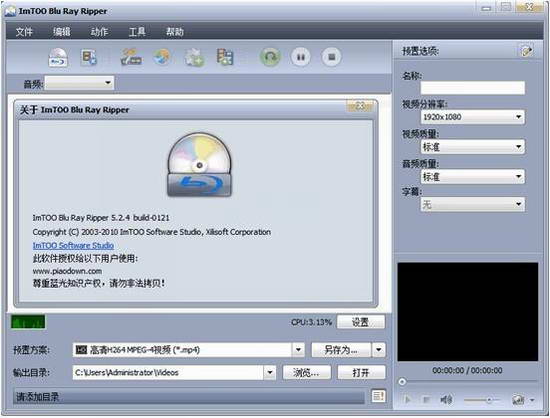 ImTOO Blu Ray Ripper
文件 编辑 动作 工具 帮助
音频:
关于 ImTOO Blu Ray Ripper
ImTOO Blu Ray Ripper 5.2.4 build-0121
Copyright (C) 2003-2010 ImTOO Software Studio, Xilisoft Corporation
ImTOO Software Studio
此软件授权给以下用户使用:
www.piaodown.com
尊重蓝光知识产权，请勿非法拷贝！
CPU:3.13% 设置
预置方案: 高清H264 MPEG-4视频 (*.mp4) 另存为...
输出目录: C:\Users\Administrator\Videos 浏览... 打开
请添加目录
预置选项:
名称:
视频分辨率:
1920x1080
视频质量:
标准
音频质量:
标准
字幕:
无
00:00:00 / 00:00:00